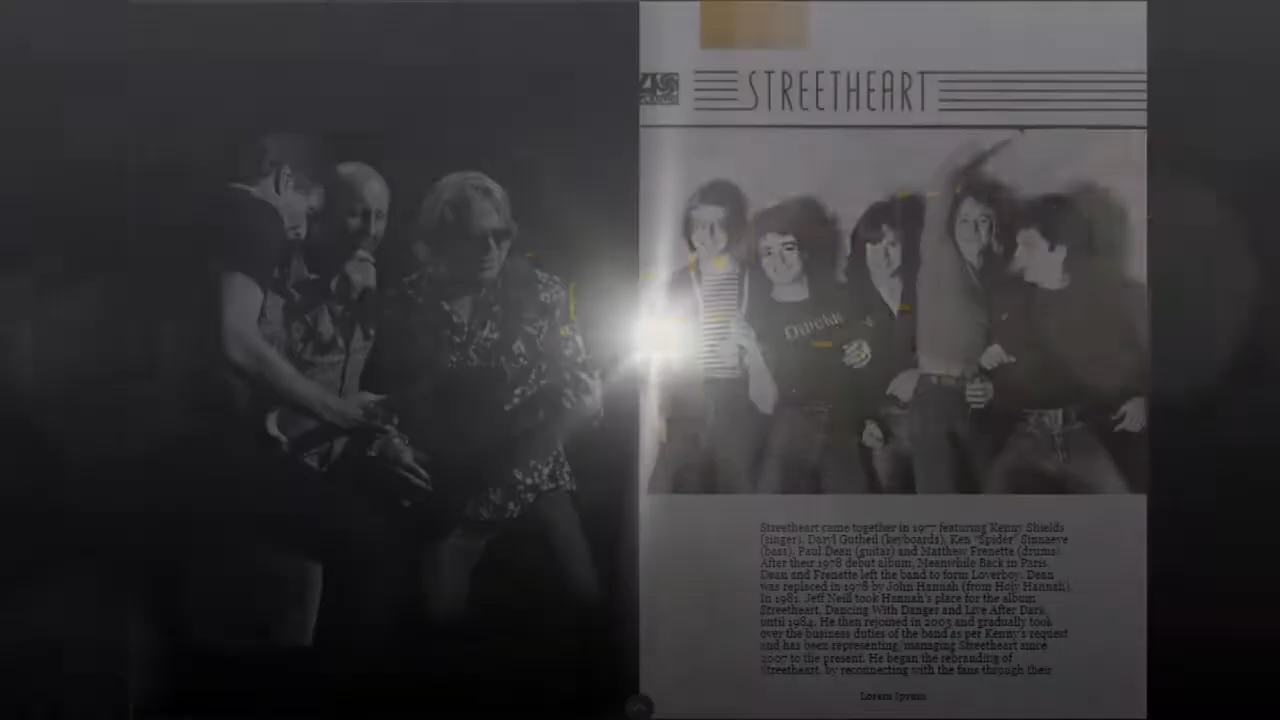 STREETHEART
Streetheart came together in 1977 featuring Kenny Shields
(singer), Daryl Gutheil (keyboards), Ken "Spider" Sinnaeve
(bass), Paul Dean (guitar) and Matthew Frenette (drums).
After their 1978 debut album, Meanwhile Back in Paris,
Dean and Frenette left the band to form Loverboy. Dean
was replaced in 1978 by John Hannah (from Holy Hannah).
In 1981, Jeff Neill took Hannah's place for the album
Streetheart, Dancing With Danger and Live After Dark
until 1984. He then rejoined in 2003 and gradually took
over the business duties of the band as per Kenny's request
and has been representing/managing Streetheart since
2007 to the present. He began the rebranding of
Streetheart, by reconnecting with the fans through their
Lorem Ipsum